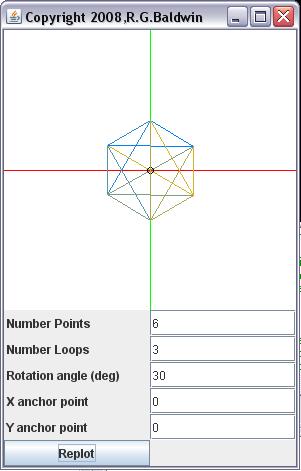 Copyright 2008,R.G.Baldwin
Number Points 6
Number Loops 3
Rotation angle (deg) 30
X anchor point 0
Y anchor point 0
Replot